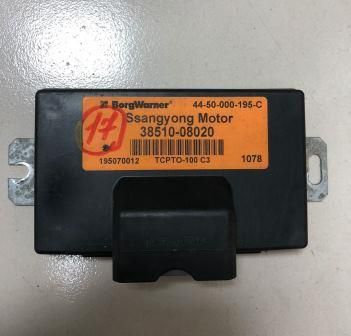 BorgWarner 44-50-000-195-C
Ssangyong Motor
38510-08020
17
195070012 TCPTO-100 C3 1078